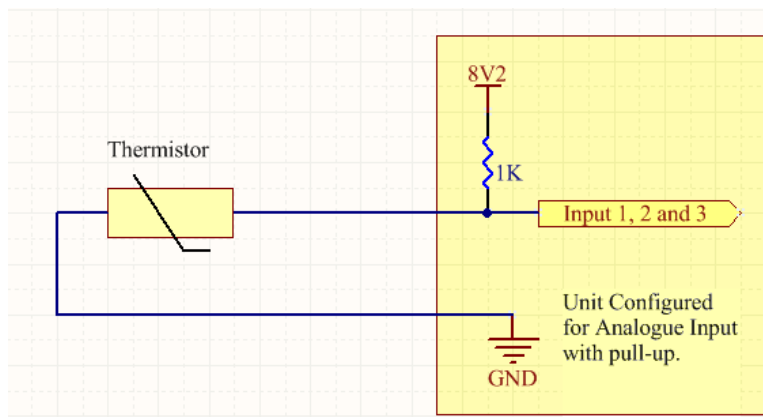 8V2
Thermistor
1K
Input 1, 2 and 3
Unit Configured
for Analogue Input
with pull-up.
GND